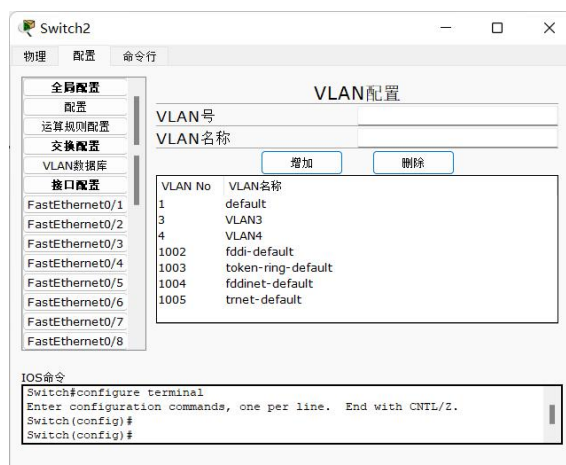 Switch2
物理 配置 命令行
全局配置
配置
运算规则配置
交换配置
VLAN数据库
接口配置
FastEthernet0/1
FastEthernet0/2
FastEthernet0/3
FastEthernet0/4
FastEthernet0/5
FastEthernet0/6
FastEthernet0/7
FastEthernet0/8
VLAN配置
VLAN号
VLAN名称
增加 删除
VLAN No VLAN名称
1 default
3 VLAN3
4 VLAN4
1002 fddi-default
1003 token-ring-default
1004 fddinet-default
1005 trnet-default
IOS命令
Switch#configure terminal
Enter configuration commands, one per line. End with CNTL/Z.
Switch(config)#
Switch(config)#